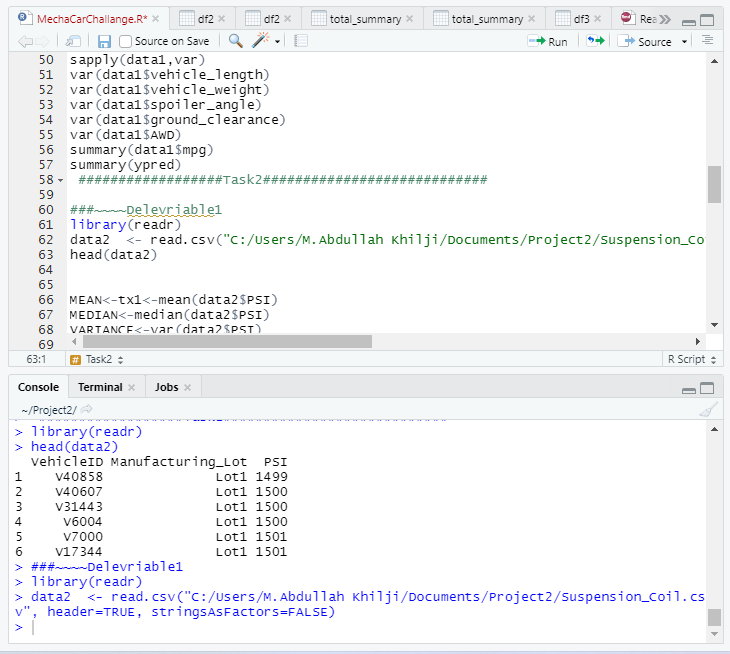 MechaCarChallange.R*
df2
df2
total_summary
total_summary
df3
Rea
Source on Save
Run
Source
50 sapply(data1,var)
51 var(data1$vehicle_length)
52 var(data1$vehicle_weight)
53 var(data1$spoiler_angle)
54 var(data1$ground_clearance)
55 var(data1$AWD)
56 summary(data1$mpg)
57 summary(ypred)
58 ##################Task2############################
59
60 ###~~~~Delevriable1
61 library(readr)
62 data2  <- read.csv("C:/Users/M.Abdullah Khilji/Documents/Project2/Suspension_Co
63 head(data2)
64
65
66 MEAN<-tx1<-mean(data2$PSI)
67 MEDIAN<-median(data2$PSI)
68 VARIANCE<-var(data2$PSI)
69
63:1
# Task2
R Script
Console
Terminal
Jobs
~/Project2/
> library(readr)
> head(data2)
  VehicleID Manufacturing_Lot  PSI
1    V40858              Lot1 1499
2    V40607              Lot1 1500
3    V31443              Lot1 1500
4     V6004              Lot1 1500
5     V7000              Lot1 1501
6    V17344              Lot1 1501
> ###~~~~Delevriable1
> library(readr)
> data2  <- read.csv("C:/Users/M.Abdullah Khilji/Documents/Project2/Suspension_Coil.cs
v", header=TRUE, stringsAsFactors=FALSE)
>